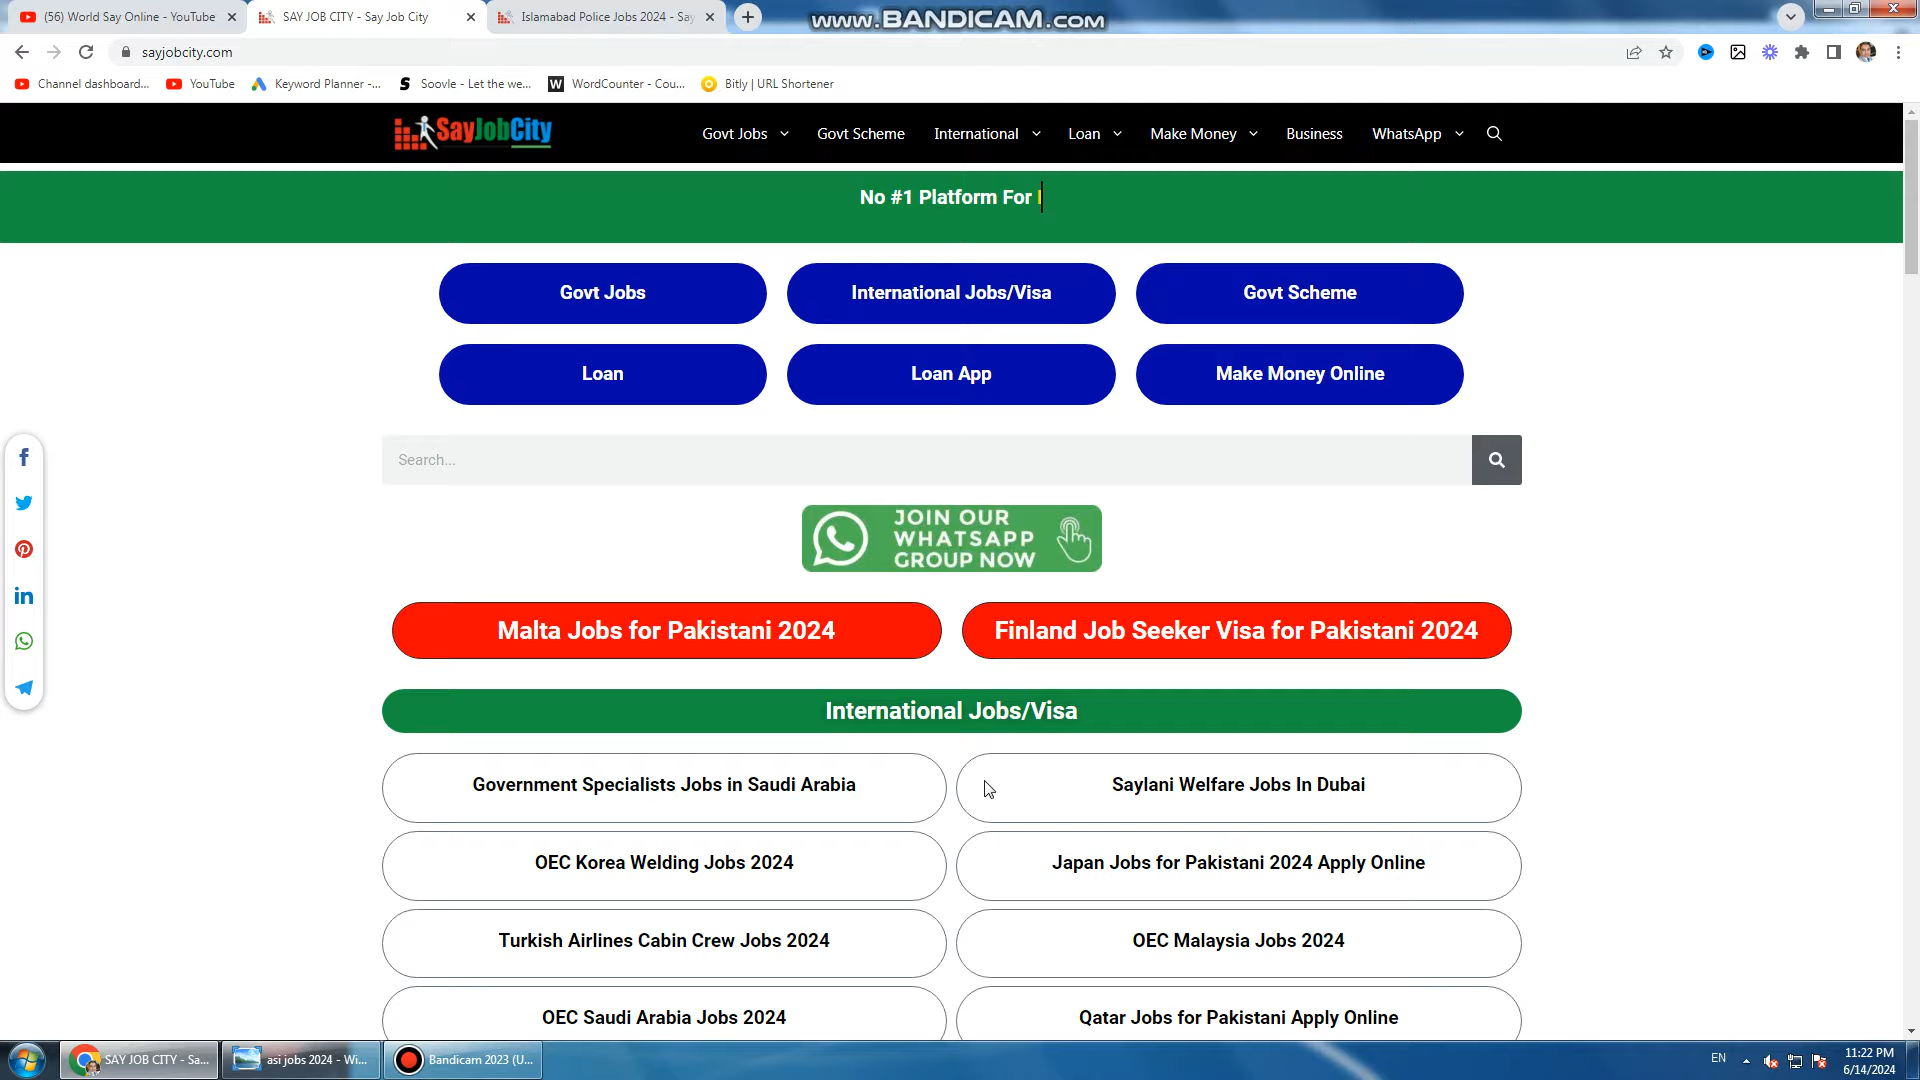 (56) World Say Online - YouTube
SAY JOB CITY - Say Job City
Islamabad Police Jobs 2024 - Say
www.BANDICAM.com
sayjobcity.com
Channel dashboard...
YouTube
Keyword Planner -...
Soovle - Let the we...
WordCounter - Cou...
Bitly | URL Shortener
SayJobCity
Govt Jobs
Govt Scheme
International
Loan
Make Money
Business
WhatsApp
No #1 Platform For
Govt Jobs
International Jobs/Visa
Govt Scheme
Loan
Loan App
Make Money Online
Search...
JOIN OUR
WHATSAPP
GROUP NOW
Malta Jobs for Pakistani 2024
Finland Job Seeker Visa for Pakistani 2024
International Jobs/Visa
Government Specialists Jobs in Saudi Arabia
Saylani Welfare Jobs In Dubai
OEC Korea Welding Jobs 2024
Japan Jobs for Pakistani 2024 Apply Online
Turkish Airlines Cabin Crew Jobs 2024
OEC Malaysia Jobs 2024
OEC Saudi Arabia Jobs 2024
Qatar Jobs for Pakistani Apply Online
SAY JOB CITY - Sa...
asi jobs 2024 - Wi...
Bandicam 2023 (U...
EN
11:22 PM
6/14/2024